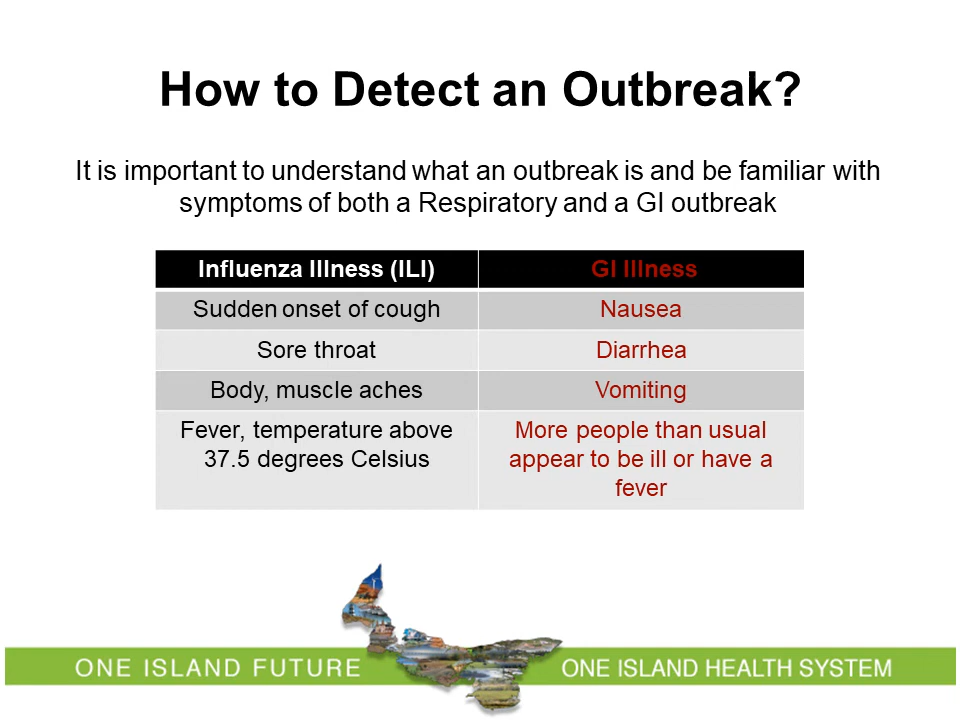 How to Detect an Outbreak?
It is important to understand what an outbreak is and be familiar with
symptoms of both a Respiratory and a GI outbreak
Influenza Illness (ILI)
GI Illness
Sudden onset of cough
Nausea
Sore throat
Diarrhea
Body, muscle aches
Vomiting
Fever, temperature above
37.5 degrees Celsius
More people than usual
appear to be ill or have a
fever
ONE ISLAND FUTURE
ONE ISLAND HEALTH SYSTEM